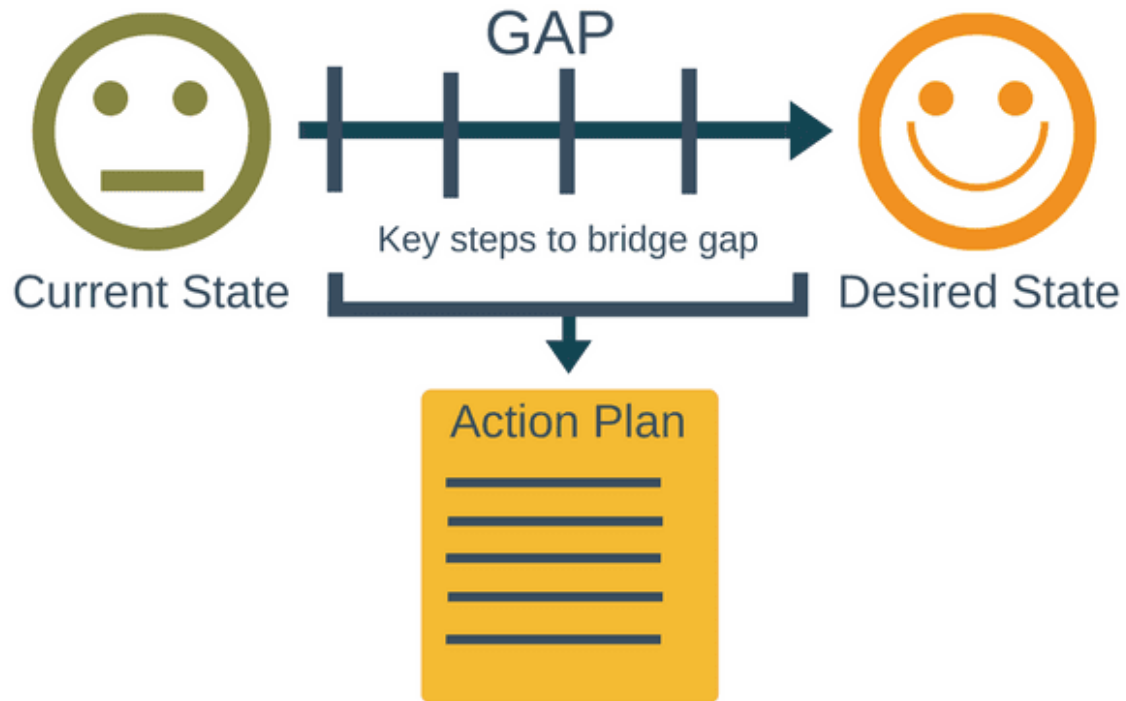 GAP
Key steps to bridge gap
Current State
Desired State
Action Plan